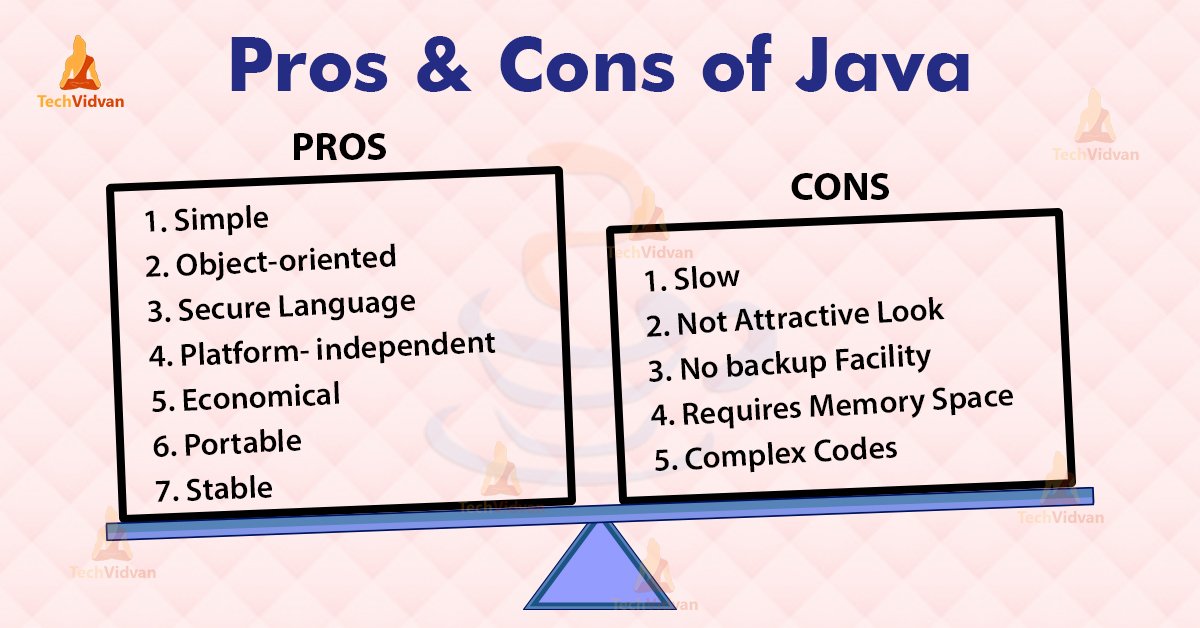 Pros & Cons of Java
TechVidvan
TechVidvan
PROS
1. Simple
2. Object-oriented
3. Secure Language
4. Platform- independent
5. Economical
6. Portable
7. Stable
CONS
1. Slow
2. Not Attractive Look
3. No backup Facility
4. Requires Memory Space
5. Complex Codes
TechVidvan
TechVidvan
TechVidvan
TechVidvan
TechVidvan